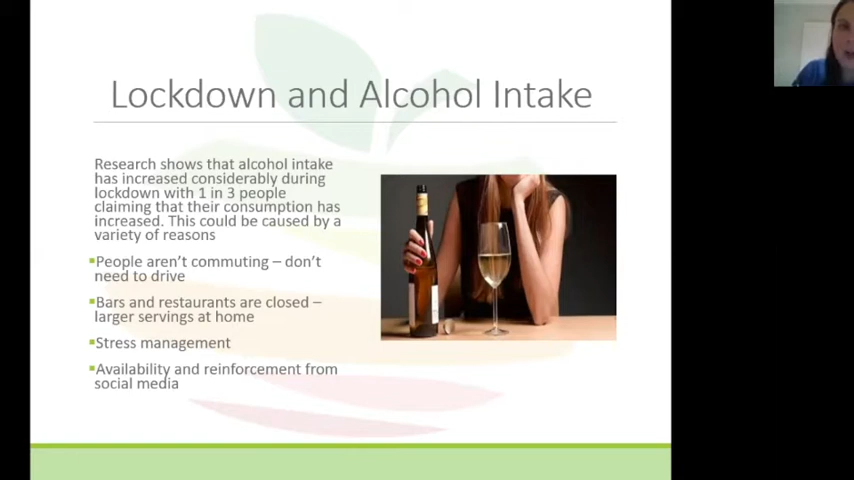 Lockdown and Alcohol Intake
Research shows that alcohol intake
has increased considerably during
lockdown with 1 in 3 people
claiming that their consumption has
increased. This could be caused by a
variety of reasons
▪People aren’t commuting – don’t
need to drive
▪Bars and restaurants are closed –
larger servings at home
▪Stress management
▪Availability and reinforcement from
social media